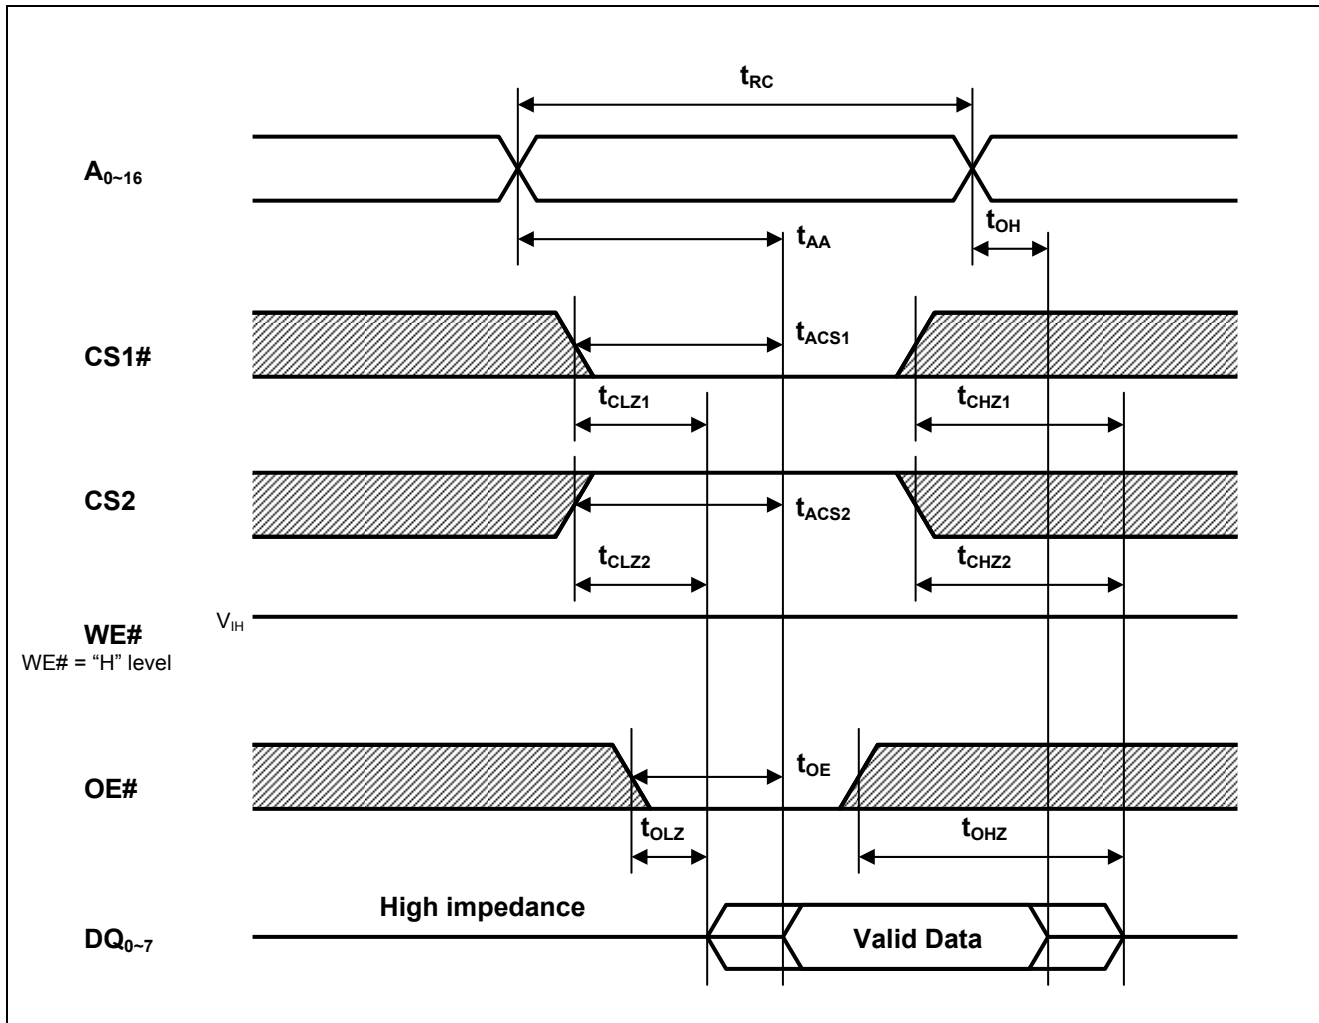 tRC
A0~16
tOH
tAA
CS1#
tACS1
tCLZ1
tCHZ1
CS2
tACS2
tCLZ2
tCHZ2
VIH
WE#
WE# = “H” level
OE#
tOE
tOLZ
tOHZ
High impedance
DQ0~7
Valid Data